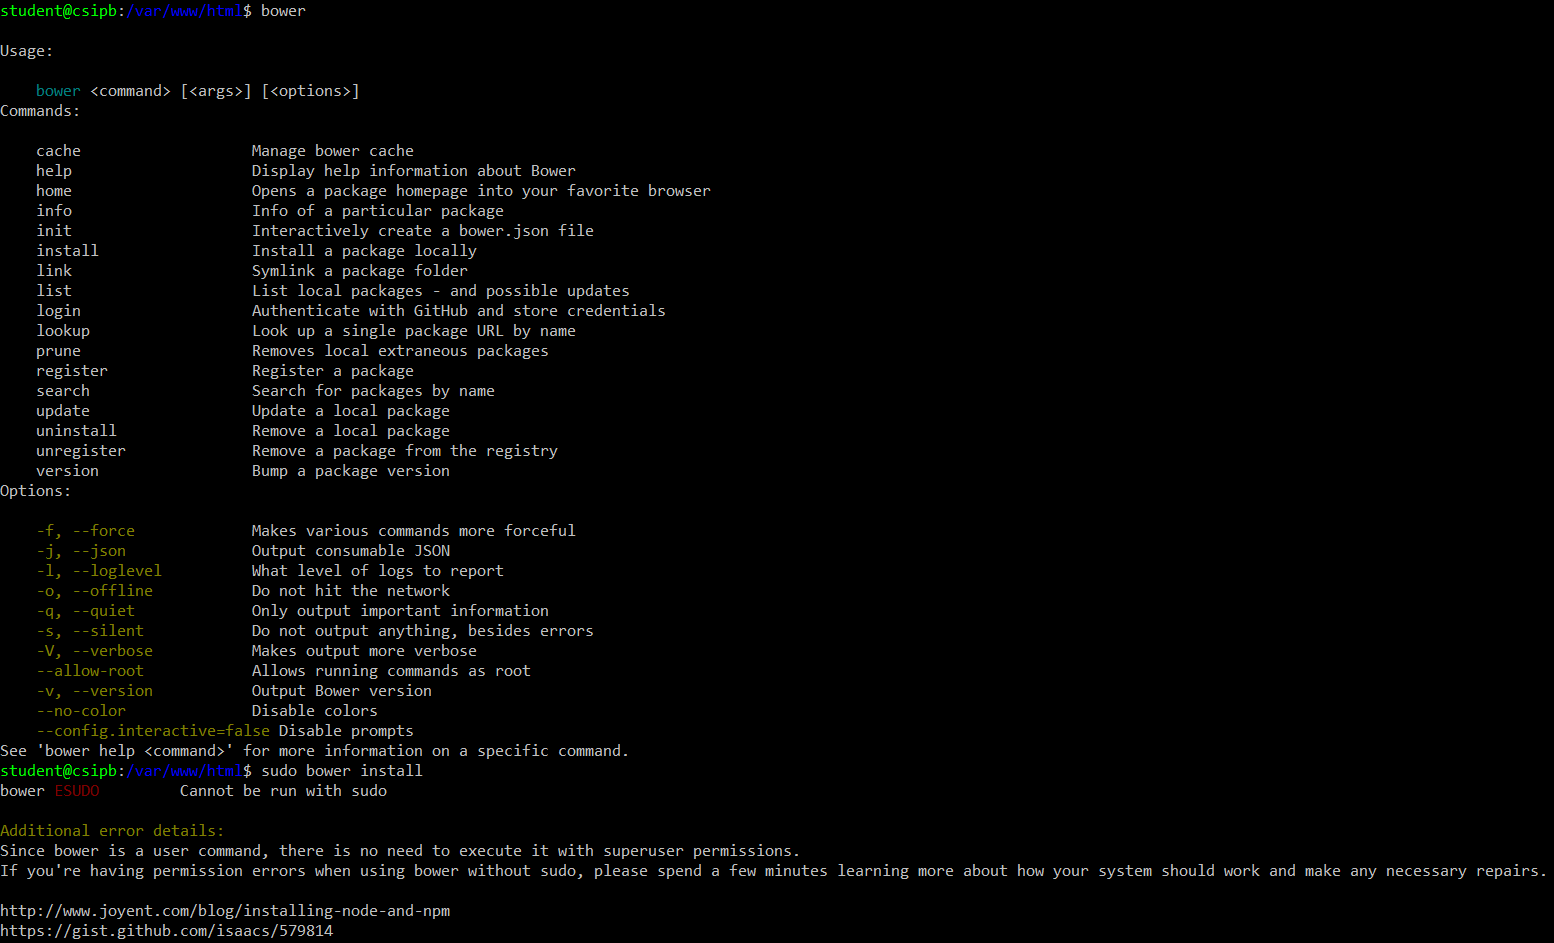 student@csipb:/var/www/html$ bower
Usage:
bower <command> [<args>] [<options>]
Commands:
cache Manage bower cache
help Display help information about Bower
home Opens a package homepage into your favorite browser
info Info of a particular package
init Interactively create a bower.json file
install Install a package locally
link Symlink a package folder
list List local packages - and possible updates
login Authenticate with GitHub and store credentials
lookup Look up a single package URL by name
prune Removes local extraneous packages
register Register a package
search Search for packages by name
update Update a local package
uninstall Remove a local package
unregister Remove a package from the registry
version Bump a package version
Options:
-f, --force Makes various commands more forceful
-j, --json Output consumable JSON
-l, --loglevel What level of logs to report
-o, --offline Do not hit the network
-q, --quiet Only output important information
-s, --silent Do not output anything, besides errors
-V, --verbose Makes output more verbose
--allow-root Allows running commands as root
-v, --version Output Bower version
--no-color Disable colors
--config.interactive=false Disable prompts
See 'bower help <command>' for more information on a specific command.
student@csipb:/var/www/html$ sudo bower install
bower ESUDO Cannot be run with sudo
Additional error details:
Since bower is a user command, there is no need to execute it with superuser permissions.
If you're having permission errors when using bower without sudo, please spend a few minutes learning more about how your system should work and make any necessary repairs.
http://www.joyent.com/blog/installing-node-and-npm
https://gist.github.com/isaacs/579814